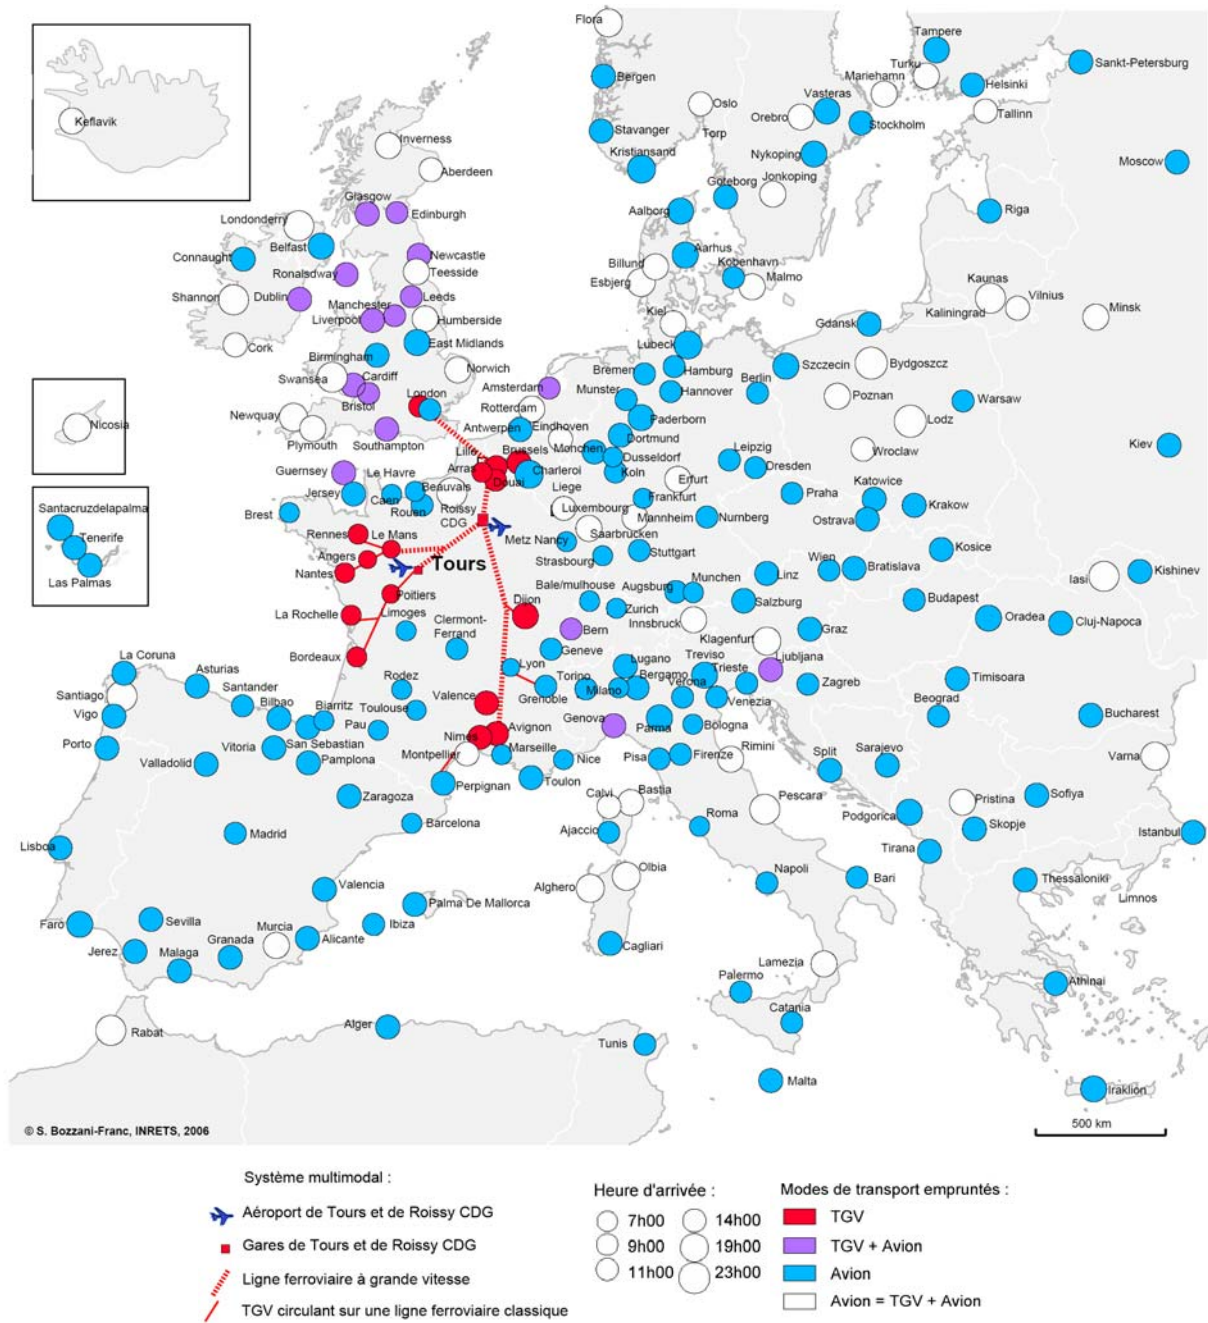 Flora
Tampere
Turku
Mariehamn
Sankt-Petersburg
Bergen
Helsinki
Vasteras
Oslo
Orebro
Tallinn
Keflavik
Stavanger
Torp
Stockholm
Inverness
Kristiansand
Nykoping
Moscow
Aberdeen
Goteborg
Jonkoping
Glasgow
Edinburgh
Londonderry
Aalborg
Riga
Belfast
Newcastle
Aarhus
Connaught
Teesside
Billund
Kobenhavn
Ronalsdway
Esbjerg
Malmo
Kaunas
Shannon
Dublin
Leeds
Vilnius
Manchester
Kaliningrad
Minsk
Liverpool
Humberside
Kiel
Gdansk
Cork
East Midlands
Lubeck
Birmingham
Norwich
Bremen
Hamburg
Szczecin
Bydgoszcz
Swansea
Cardiff
Amsterdam
Munster
Hannover
Berlin
London
Rotterdam
Poznan
Warsaw
Bristol
Newquay
Paderborn
Lodz
Nicosia
Plymouth
Southampton
Antwerpen
Eindhoven
Dortmund
Kiev
Lille
Brussels
Monchen
Leipzig
Wroclaw
Guernsey
Le Havre
Arras
Charleroi
Dusseldorf
Dresden
Douai
Koln
Erfurt
Jersey
Caen
Beauvais
Liege
Frankfurt
Praha
Katowice
Santacruzdelapalma
Rouen
Roissy
CDG
Luxembourg
Krakow
Brest
Mannheim
Nurnberg
Ostrava
Tenerife
Rennes
Le Mans
Metz Nancy
Saarbrucken
Angers
Tours
Strasbourg
Stuttgart
Wien
Kosice
Las Palmas
Nantes
Bratislava
Iasi
Kishinev
Poitiers
Bale/mulhouse
Augsburg
Munchen
Linz
Dijon
Zurich
Salzburg
Budapest
La Rochelle
Limoges
Clermont-
Ferrand
Innsbruck
Oradea
Bern
Klagenfurt
Graz
Cluj-Napoca
La Coruna
Bordeaux
Geneve
Treviso
Ljubljana
Lyon
Lugano
Trieste
Asturias
Torino
Bergamo
Timisoara
Santiago
Santander
Rodez
Valence
Grenoble
Milano
Verona
Venezia
Zagreb
Vigo
Bilbao
Biarritz
Toulouse
Beograd
Pau
Avignon
Genova
Parma
Bologna
Bucharest
Porto
Vitoria
San Sebastian
Nimes
Montpellier
Marseille
Rimini
Split
Sarajevo
Valladolid
Pamplona
Nice
Pisa
Firenze
Varna
Perpignan
Toulon
Zaragoza
Calvi
Bastia
Pescara
Pristina
Sofiya
Barcelona
Roma
Podgorica
Madrid
Ajaccio
Skopje
Istanbul
Lisboa
Tirana
Olbia
Napoli
Bari
Thessaloniki
Valencia
Alghero
Limnos
Palma De Mallorca
Faro
Sevilla
Murcia
Ibiza
Granada
Alicante
Cagliari
Jerez
Malaga
Lamezia
Palermo
Athinai
Catania
Rabat
Alger
Tunis
Malta
Iraklion
© S. Bozzani-Franc, INRETS, 2006
500 km
Système multimodal :
Aéroport de Tours et de Roissy CDG
Gares de Tours et de Roissy CDG
Ligne ferroviaire à grande vitesse
TGV circulant sur une ligne ferroviaire classique
Heure d'arrivée :
7h00
14h00
9h00
19h00
11h00
23h00
Modes de transport empruntés :
TGV
TGV + Avion
Avion
Avion = TGV + Avion